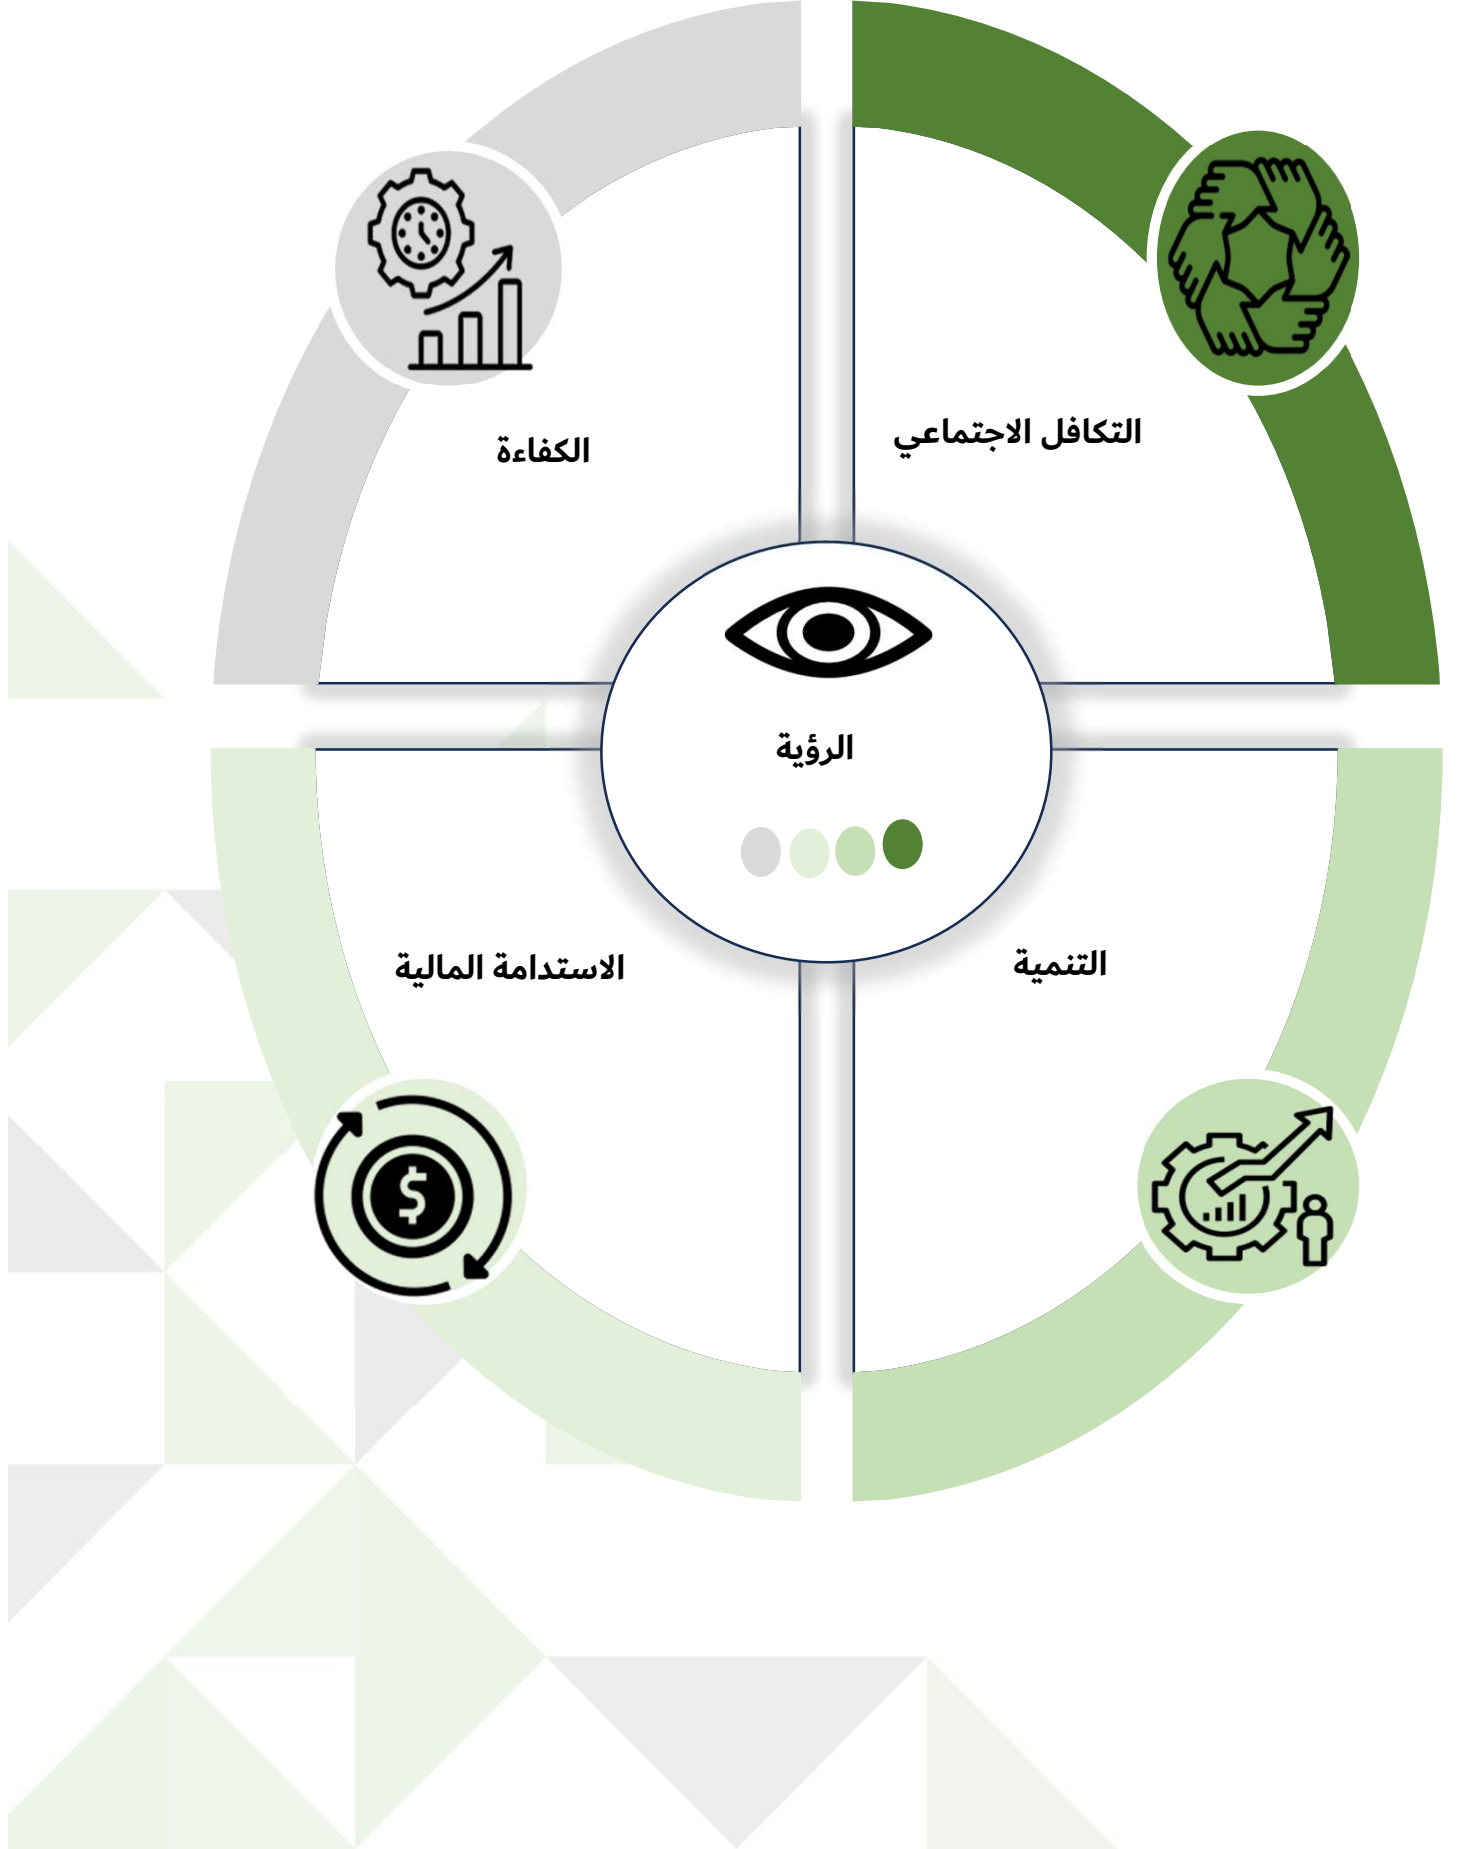 التكافل الاجتماعي
الكفاءة
الرؤية
التنمية
الاستدامة المالية
$